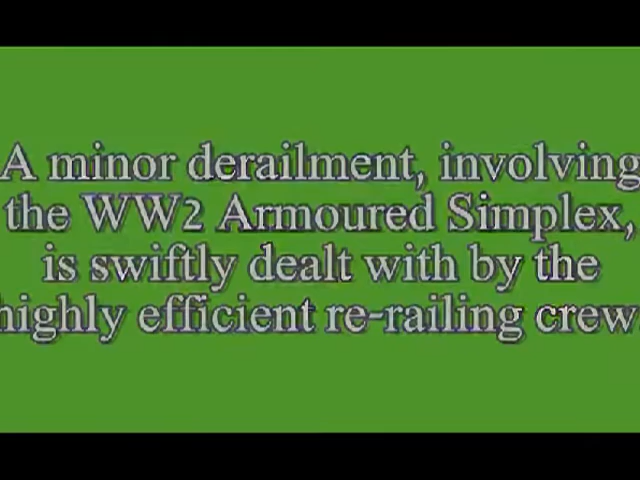 A minor derailment, involving
the WW2 Armoured Simplex,
is swiftly dealt with by the
highly efficient re-railing crew.